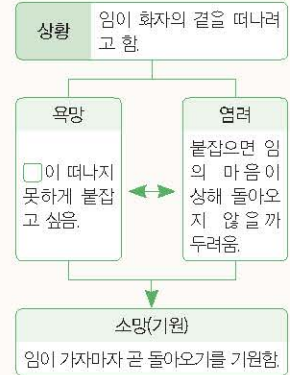 상황
임이 화자의 곁을 떠나려
고 함.
욕망
□이 떠나지
못하게 붙잡
고 싶음.
염려
붙잡으면 임
의 마음이
상해 돌아오
지 않을까
두려움.
소망(기원)
임이 가자마자 곧 돌아오기를 기원함.